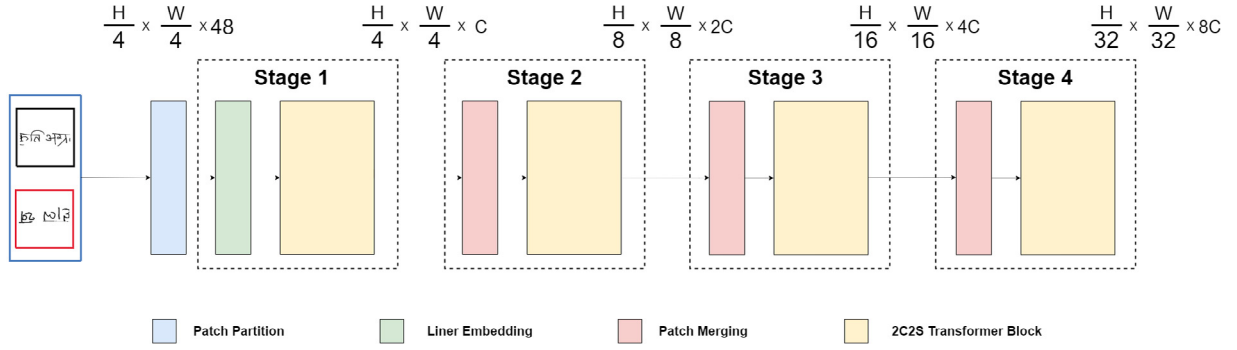 H/4 × W/4 × 48
H/4 × W/4 × C
H/8 × W/8 × 2C
H/16 × W/16 × 4C
H/32 × W/32 × 8C
Stage 1
Stage 2
Stage 3
Stage 4
Patch Partition
Liner Embedding
Patch Merging
2C2S Transformer Block